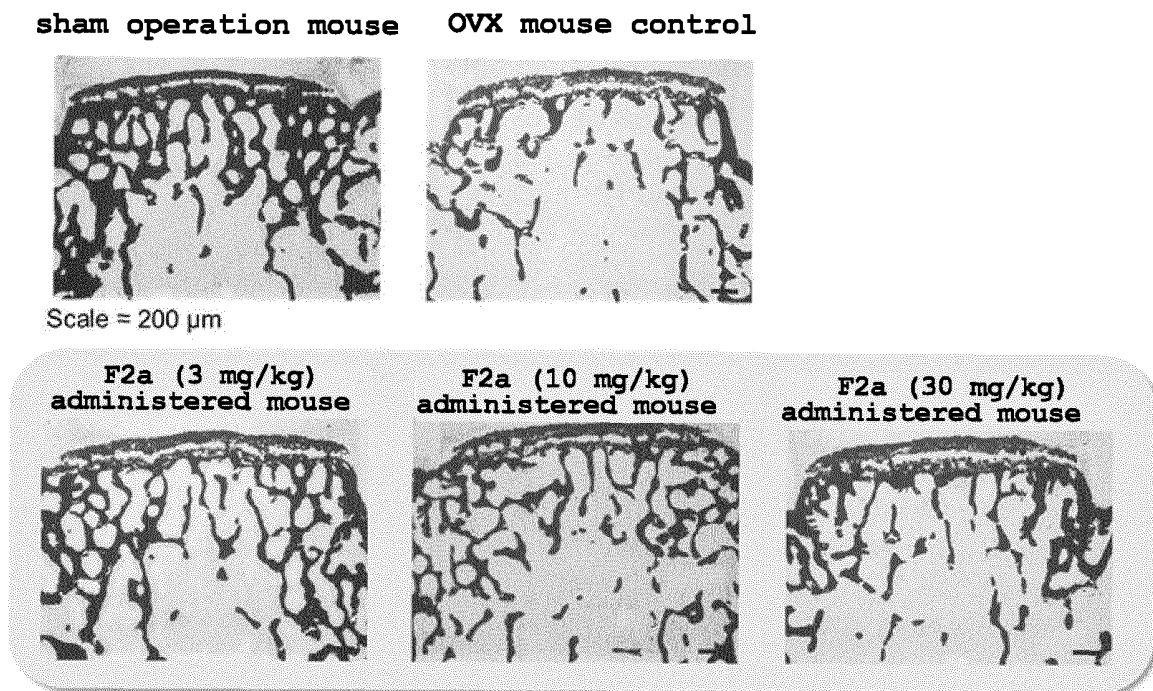 sham operation mouse
OVX mouse control
Scale = 200 µm
F2a (3 mg/kg)
administered mouse
F2a (10 mg/kg)
administered mouse
F2a (30 mg/kg)
administered mouse